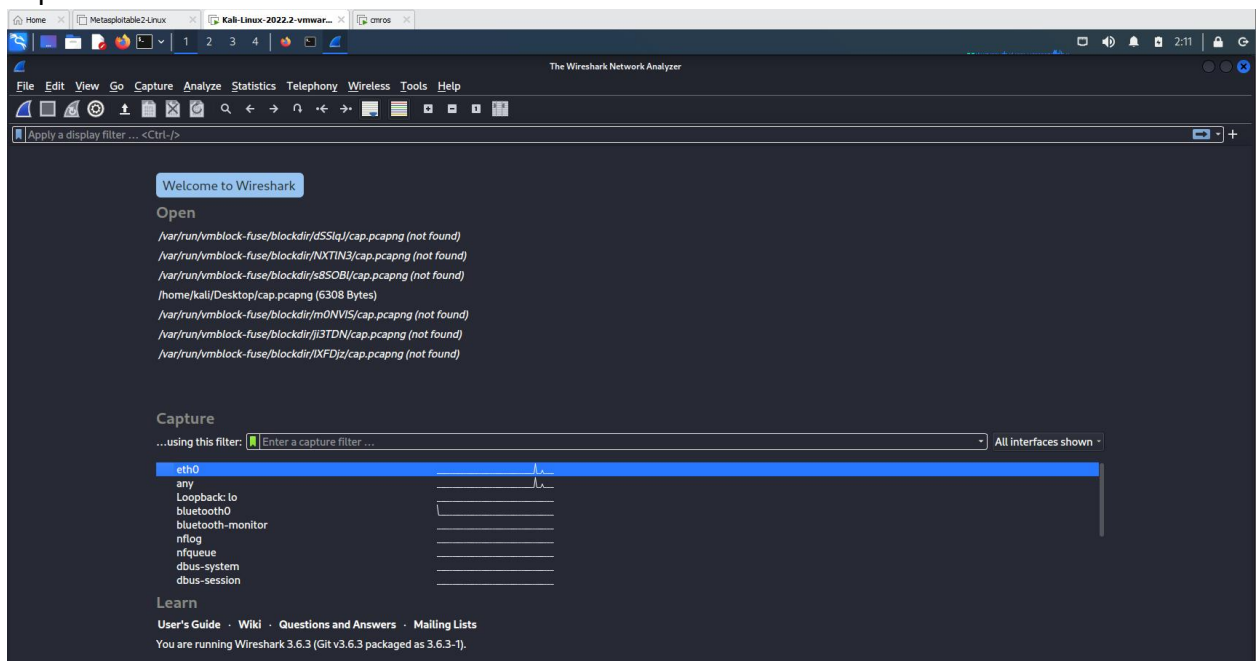 Home Metasploitable2-Linux Kali-Linux-2022.2-vmwar... cmros
1 2 3 4 2:11
The Wireshark Network Analyzer
File Edit View Go Capture Analyze Statistics Telephony Wireless Tools Help
Apply a display filter ... <Ctrl-/>
Welcome to Wireshark
Open
/var/run/vmblock-fuse/blockdir/dSSlqJ/cap.pcapng (not found)
/var/run/vmblock-fuse/blockdir/NXTIN3/cap.pcapng (not found)
/var/run/vmblock-fuse/blockdir/s8SOBl/cap.pcapng (not found)
/home/kali/Desktop/cap.pcapng (6308 Bytes)
/var/run/vmblock-fuse/blockdir/m0NVIS/cap.pcapng (not found)
/var/run/vmblock-fuse/blockdir/ji3TDN/cap.pcapng (not found)
/var/run/vmblock-fuse/blockdir/IXFDjz/cap.pcapng (not found)
Capture
...using this filter: Enter a capture filter ... All interfaces shown
eth0
any
Loopback: lo
bluetooth0
bluetooth-monitor
nflog
nfqueue
dbus-system
dbus-session
Learn
User's Guide · Wiki · Questions and Answers · Mailing Lists
You are running Wireshark 3.6.3 (Git v3.6.3 packaged as 3.6.3-1).